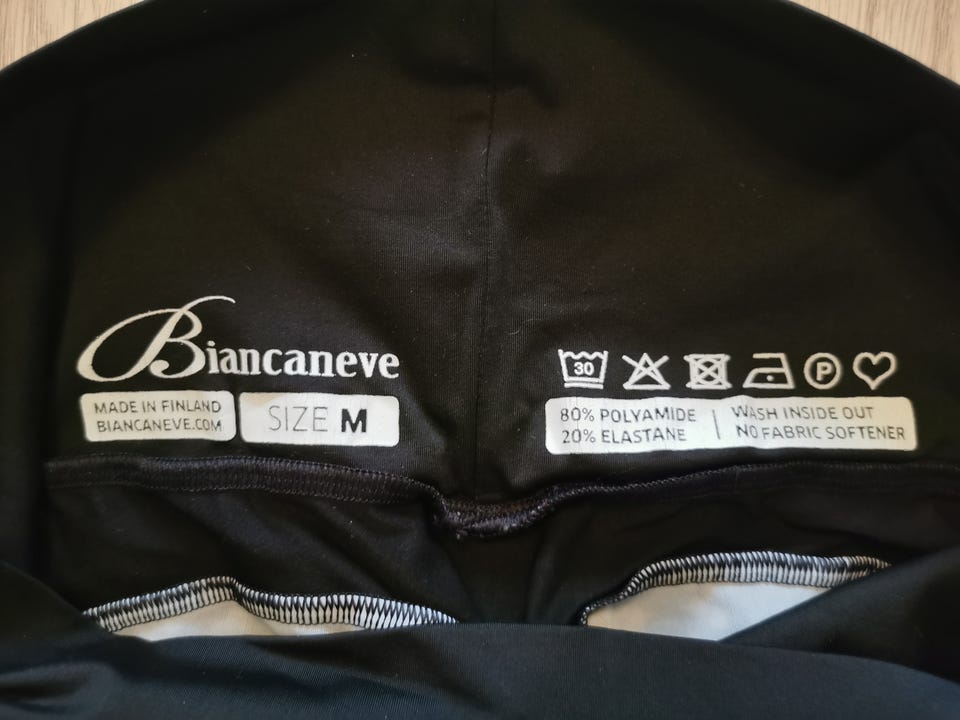 Biancaneve
MADE IN FINLAND
BIANCANEVE.COM
SIZE M
30
P
80% POLYAMIDE
20% ELASTANE
WASH INSIDE OUT
NO FABRIC SOFTENER